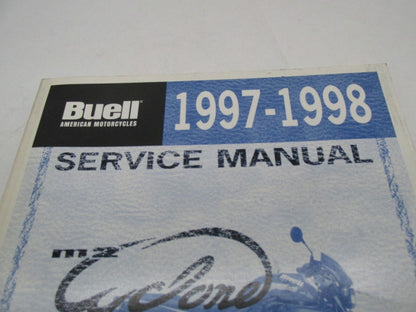 Buell
AMERICAN MOTORCYCLES
1997-1998
SERVICE MANUAL
m2
Cyclone